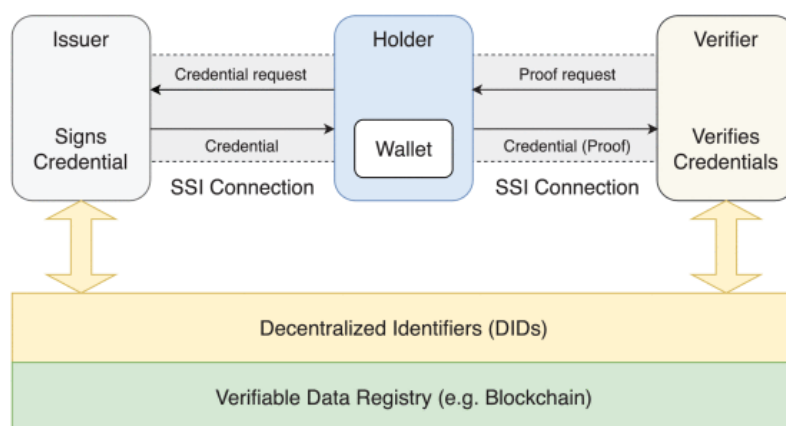 Issuer
Holder
Verifier
Credential request
Proof request
Signs
Credential
Credential
Wallet
Credential (Proof)
Verifies
Credentials
SSI Connection
SSI Connection
Decentralized Identifiers (DIDs)
Verifiable Data Registry (e.g. Blockchain)